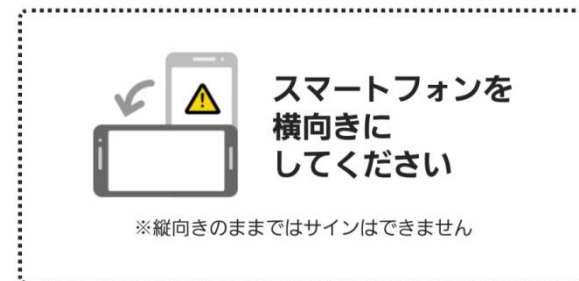 スマートフォンを
横向きに
してください
※縦向きのままではサインはできません